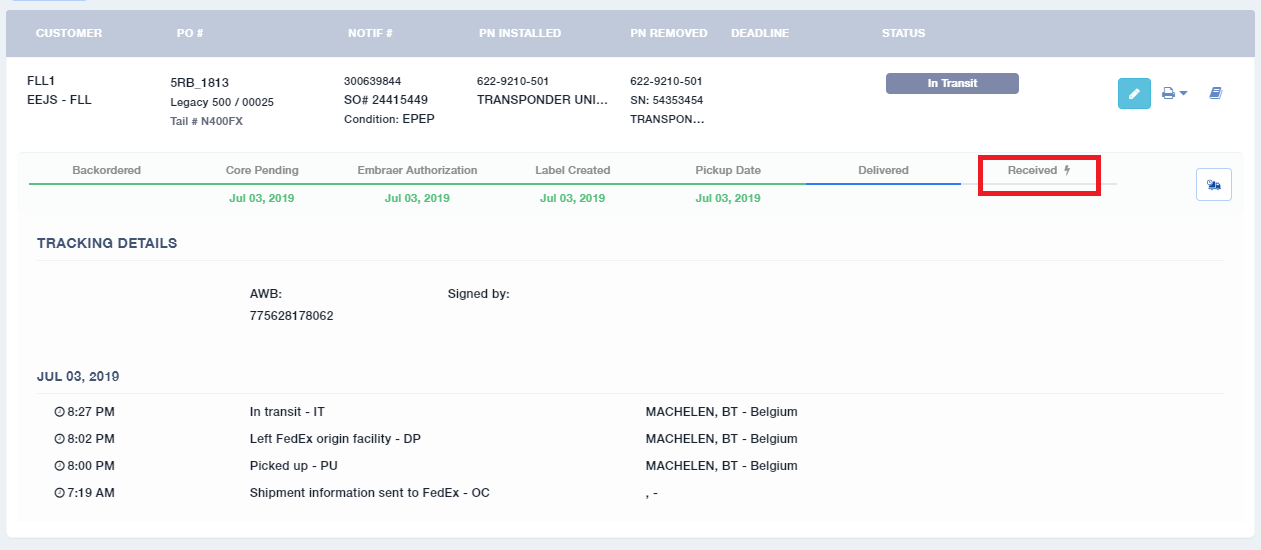 CUSTOMER PO # NOTIF # PN INSTALLED PN REMOVED DEADLINE STATUS
FLL1 5RB_1813 300639844 622-9210-501 622-9210-501 In Transit
EEJS - FLL Legacy 500 / 00025 SO# 24415449 TRANSPONDER UNI... SN: 54353454
Tail # N400FX Condition: EPEP TRANSPON...
Backordered Core Pending Embraer Authorization Label Created Pickup Date Delivered Received
Jul 03, 2019 Jul 03, 2019 Jul 03, 2019 Jul 03, 2019
TRACKING DETAILS
AWB: Signed by:
775628178062
JUL 03, 2019
8:27 PM In transit - IT MACHELEN, BT - Belgium
8:02 PM Left FedEx origin facility - DP MACHELEN, BT - Belgium
8:00 PM Picked up - PU MACHELEN, BT - Belgium
7:19 AM Shipment information sent to FedEx - OC , -